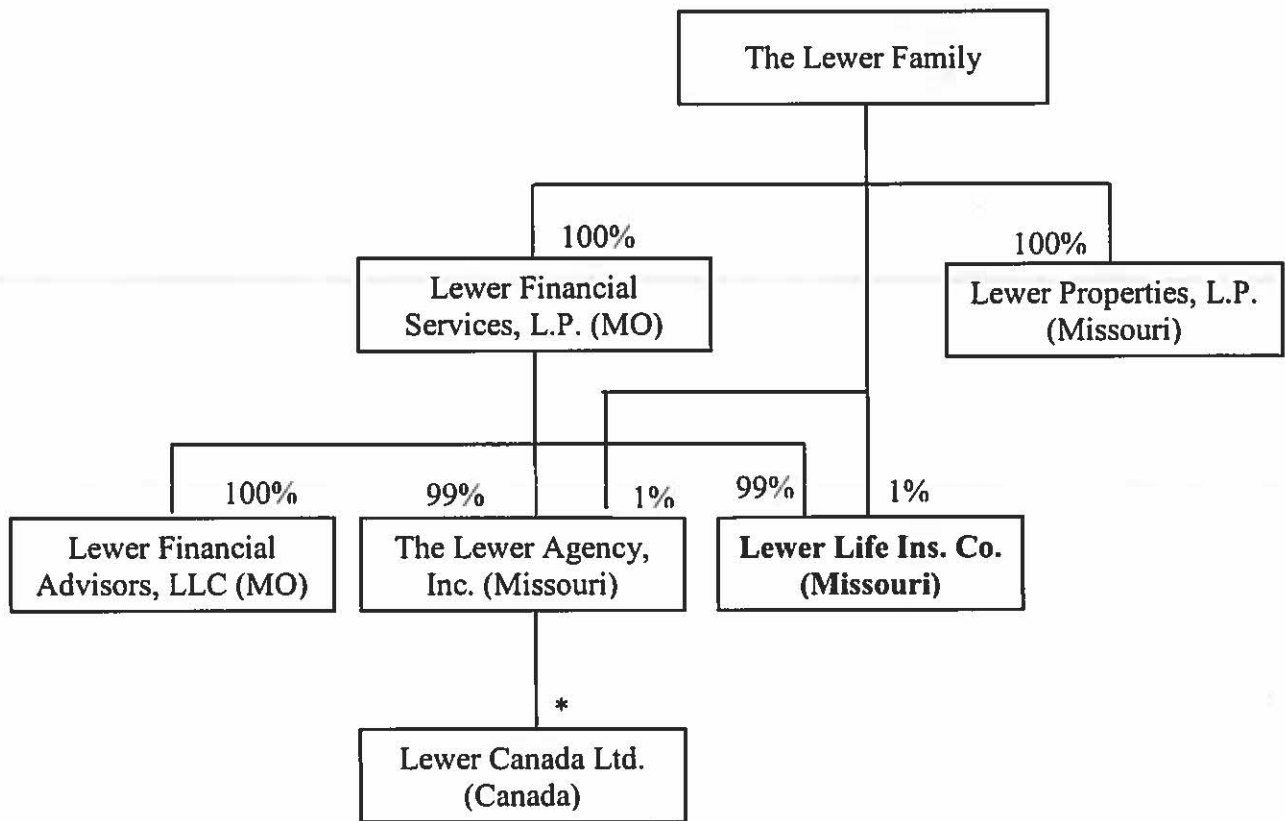 The Lewer Family
100%
100%
Lewer Financial
Services, L.P. (MO)
Lewer Properties, L.P.
(Missouri)
100%
99%
1%
99%
1%
Lewer Financial
Advisors, LLC (MO)
The Lewer Agency,
Inc. (Missouri)
Lewer Life Ins. Co.
(Missouri)
*
Lewer Canada Ltd.
(Canada)